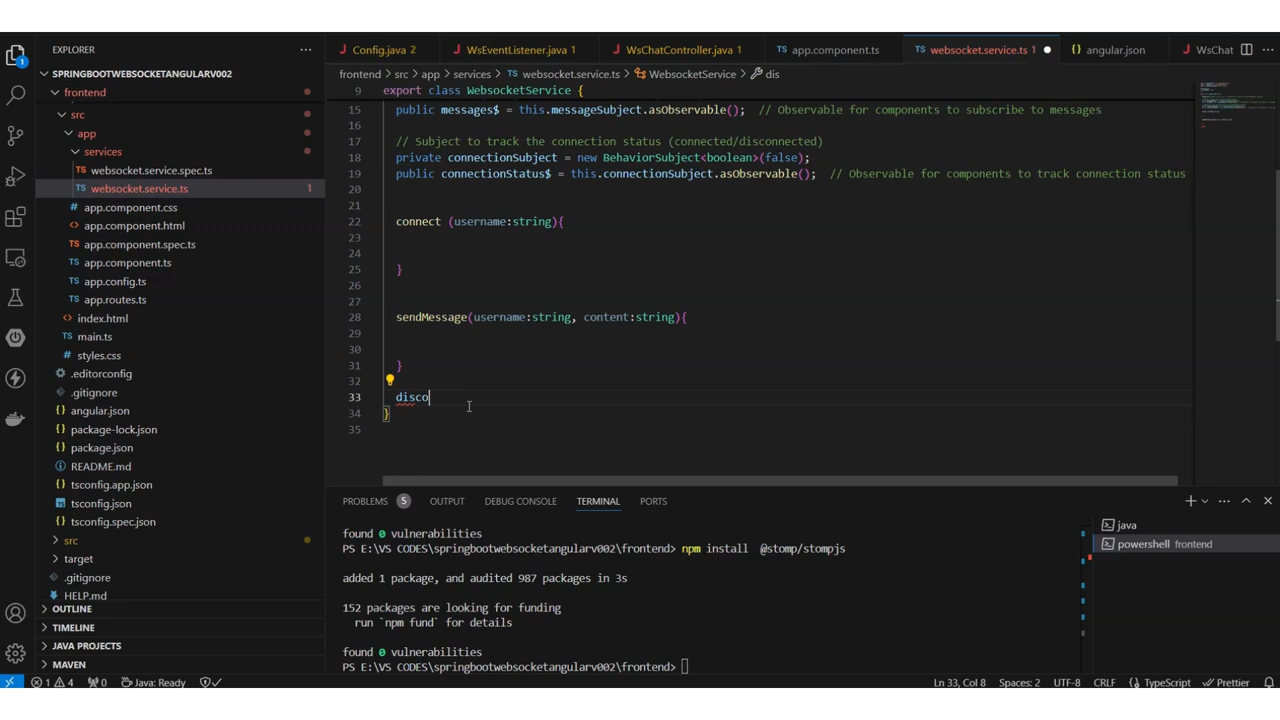 EXPLORER
Config.java 2
WsEventListener.java 1
WsChatController.java 1
app.component.ts
websocket.service.ts 1
angular.json
WsChat
SPRINGBOOTWEBSOCKETANGULARV002
frontend
src
app
services
websocket.service.spec.ts
websocket.service.ts 1
app.component.css
app.component.html
app.component.spec.ts
app.component.ts
app.config.ts
app.routes.ts
index.html
main.ts
styles.css
.editorconfig
.gitignore
angular.json
package-lock.json
package.json
README.md
tsconfig.app.json
tsconfig.json
tsconfig.spec.json
src
target
.gitignore
HELP.md
OUTLINE
TIMELINE
JAVA PROJECTS
MAVEN
frontend > src > app > services > websocket.service.ts > WebsocketService > dis
9 export class WebsocketService {
15 public messages$ = this.messageSubject.asObservable(); // Observable for components to subscribe to messages
16
17 // Subject to track the connection status (connected/disconnected)
18 private connectionSubject = new BehaviorSubject<boolean>(false);
19 public connectionStatus$ = this.connectionSubject.asObservable(); // Observable for components to track connection status
20
21
22 connect (username:string){
23
24
25 }
26
27
28 sendMessage(username:string, content:string){
29
30
31 }
32
33 disco
34 }
35
PROBLEMS 5 OUTPUT DEBUG CONSOLE TERMINAL PORTS
found 0 vulnerabilities
PS E:\VS CODES\springbootwebsocketangularv002\frontend> npm install @stomp/stompjs
added 1 package, and audited 987 packages in 3s
152 packages are looking for funding
run `npm fund` for details
found 0 vulnerabilities
PS E:\VS CODES\springbootwebsocketangularv002\frontend>
java
powershell frontend
1 4 0 Java: Ready Ln 33, Col 8 Spaces: 2 UTF-8 CRLF TypeScript Prettier